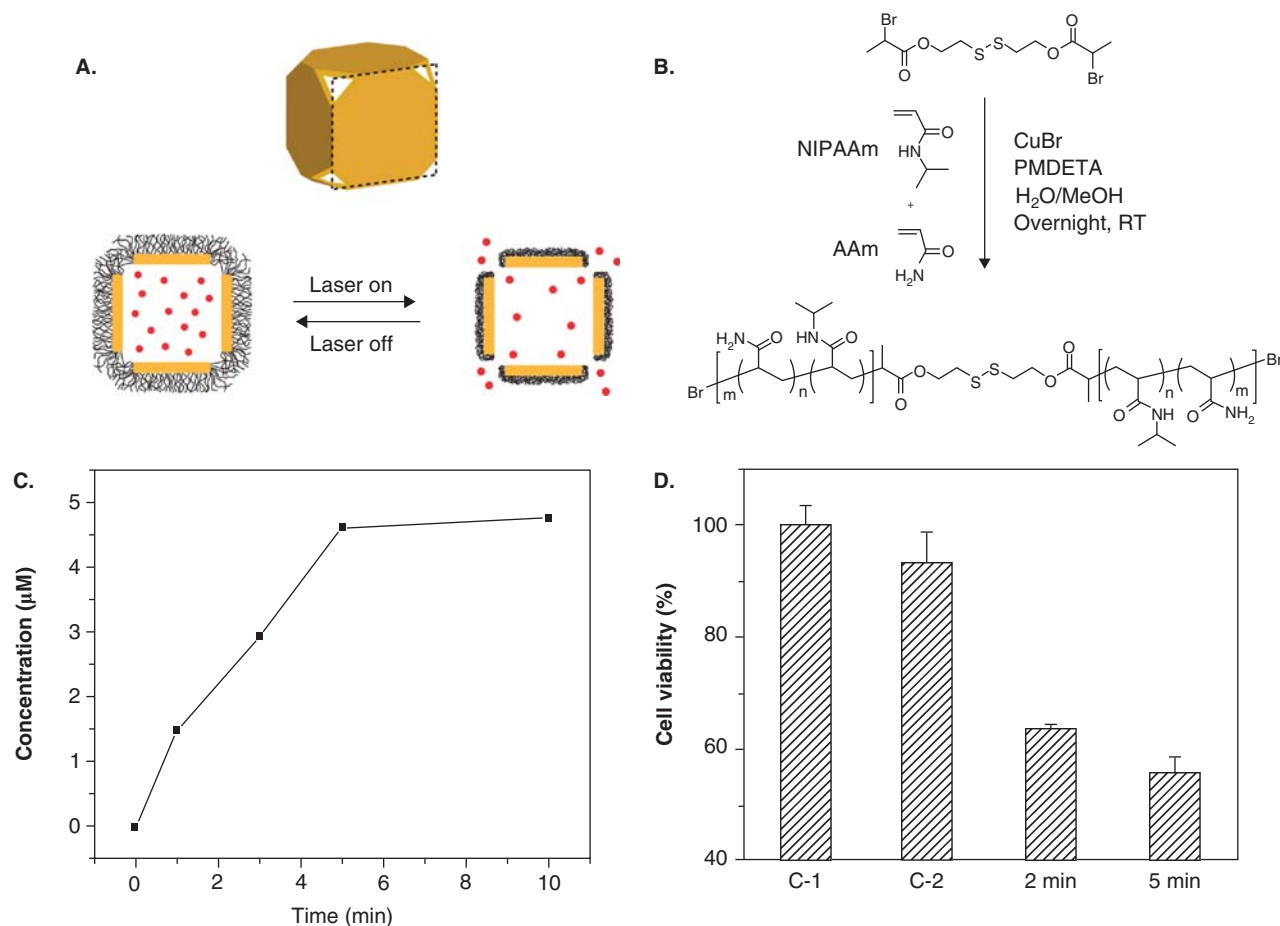 A.
Laser on
Laser off
B.
Br
O
O
S
S
O
O
Br
NIPAAm
O
HN
+
AAm
O
H₂N
CuBr
PMDETA
H₂O/MeOH
Overnight, RT
H₂N
O
HN
O
Br
m
n
O
O
S
S
O
O
n
m
Br
O
NH
O
NH₂
C.
Concentration (μM)
5
4
3
2
1
0
0 2 4 6 8 10
Time (min)
D.
Cell viability (%)
100
80
60
40
C-1 C-2 2 min 5 min